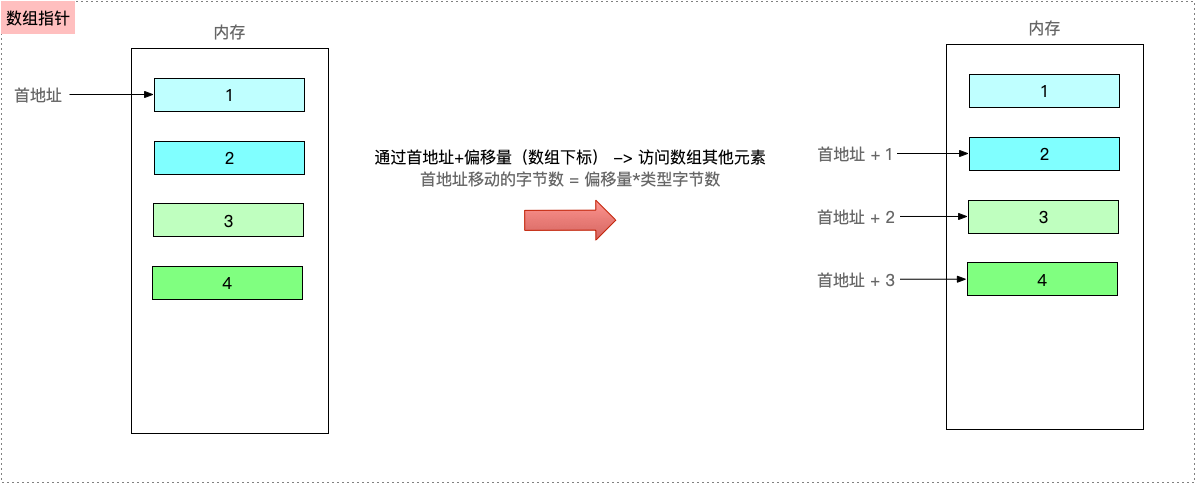 数组指针
内存
首地址
1
2
3
4
通过首地址+偏移量（数组下标） -> 访问数组其他元素
首地址移动的字节数 = 偏移量*类型字节数
内存
1
首地址 + 1
2
首地址 + 2
3
首地址 + 3
4